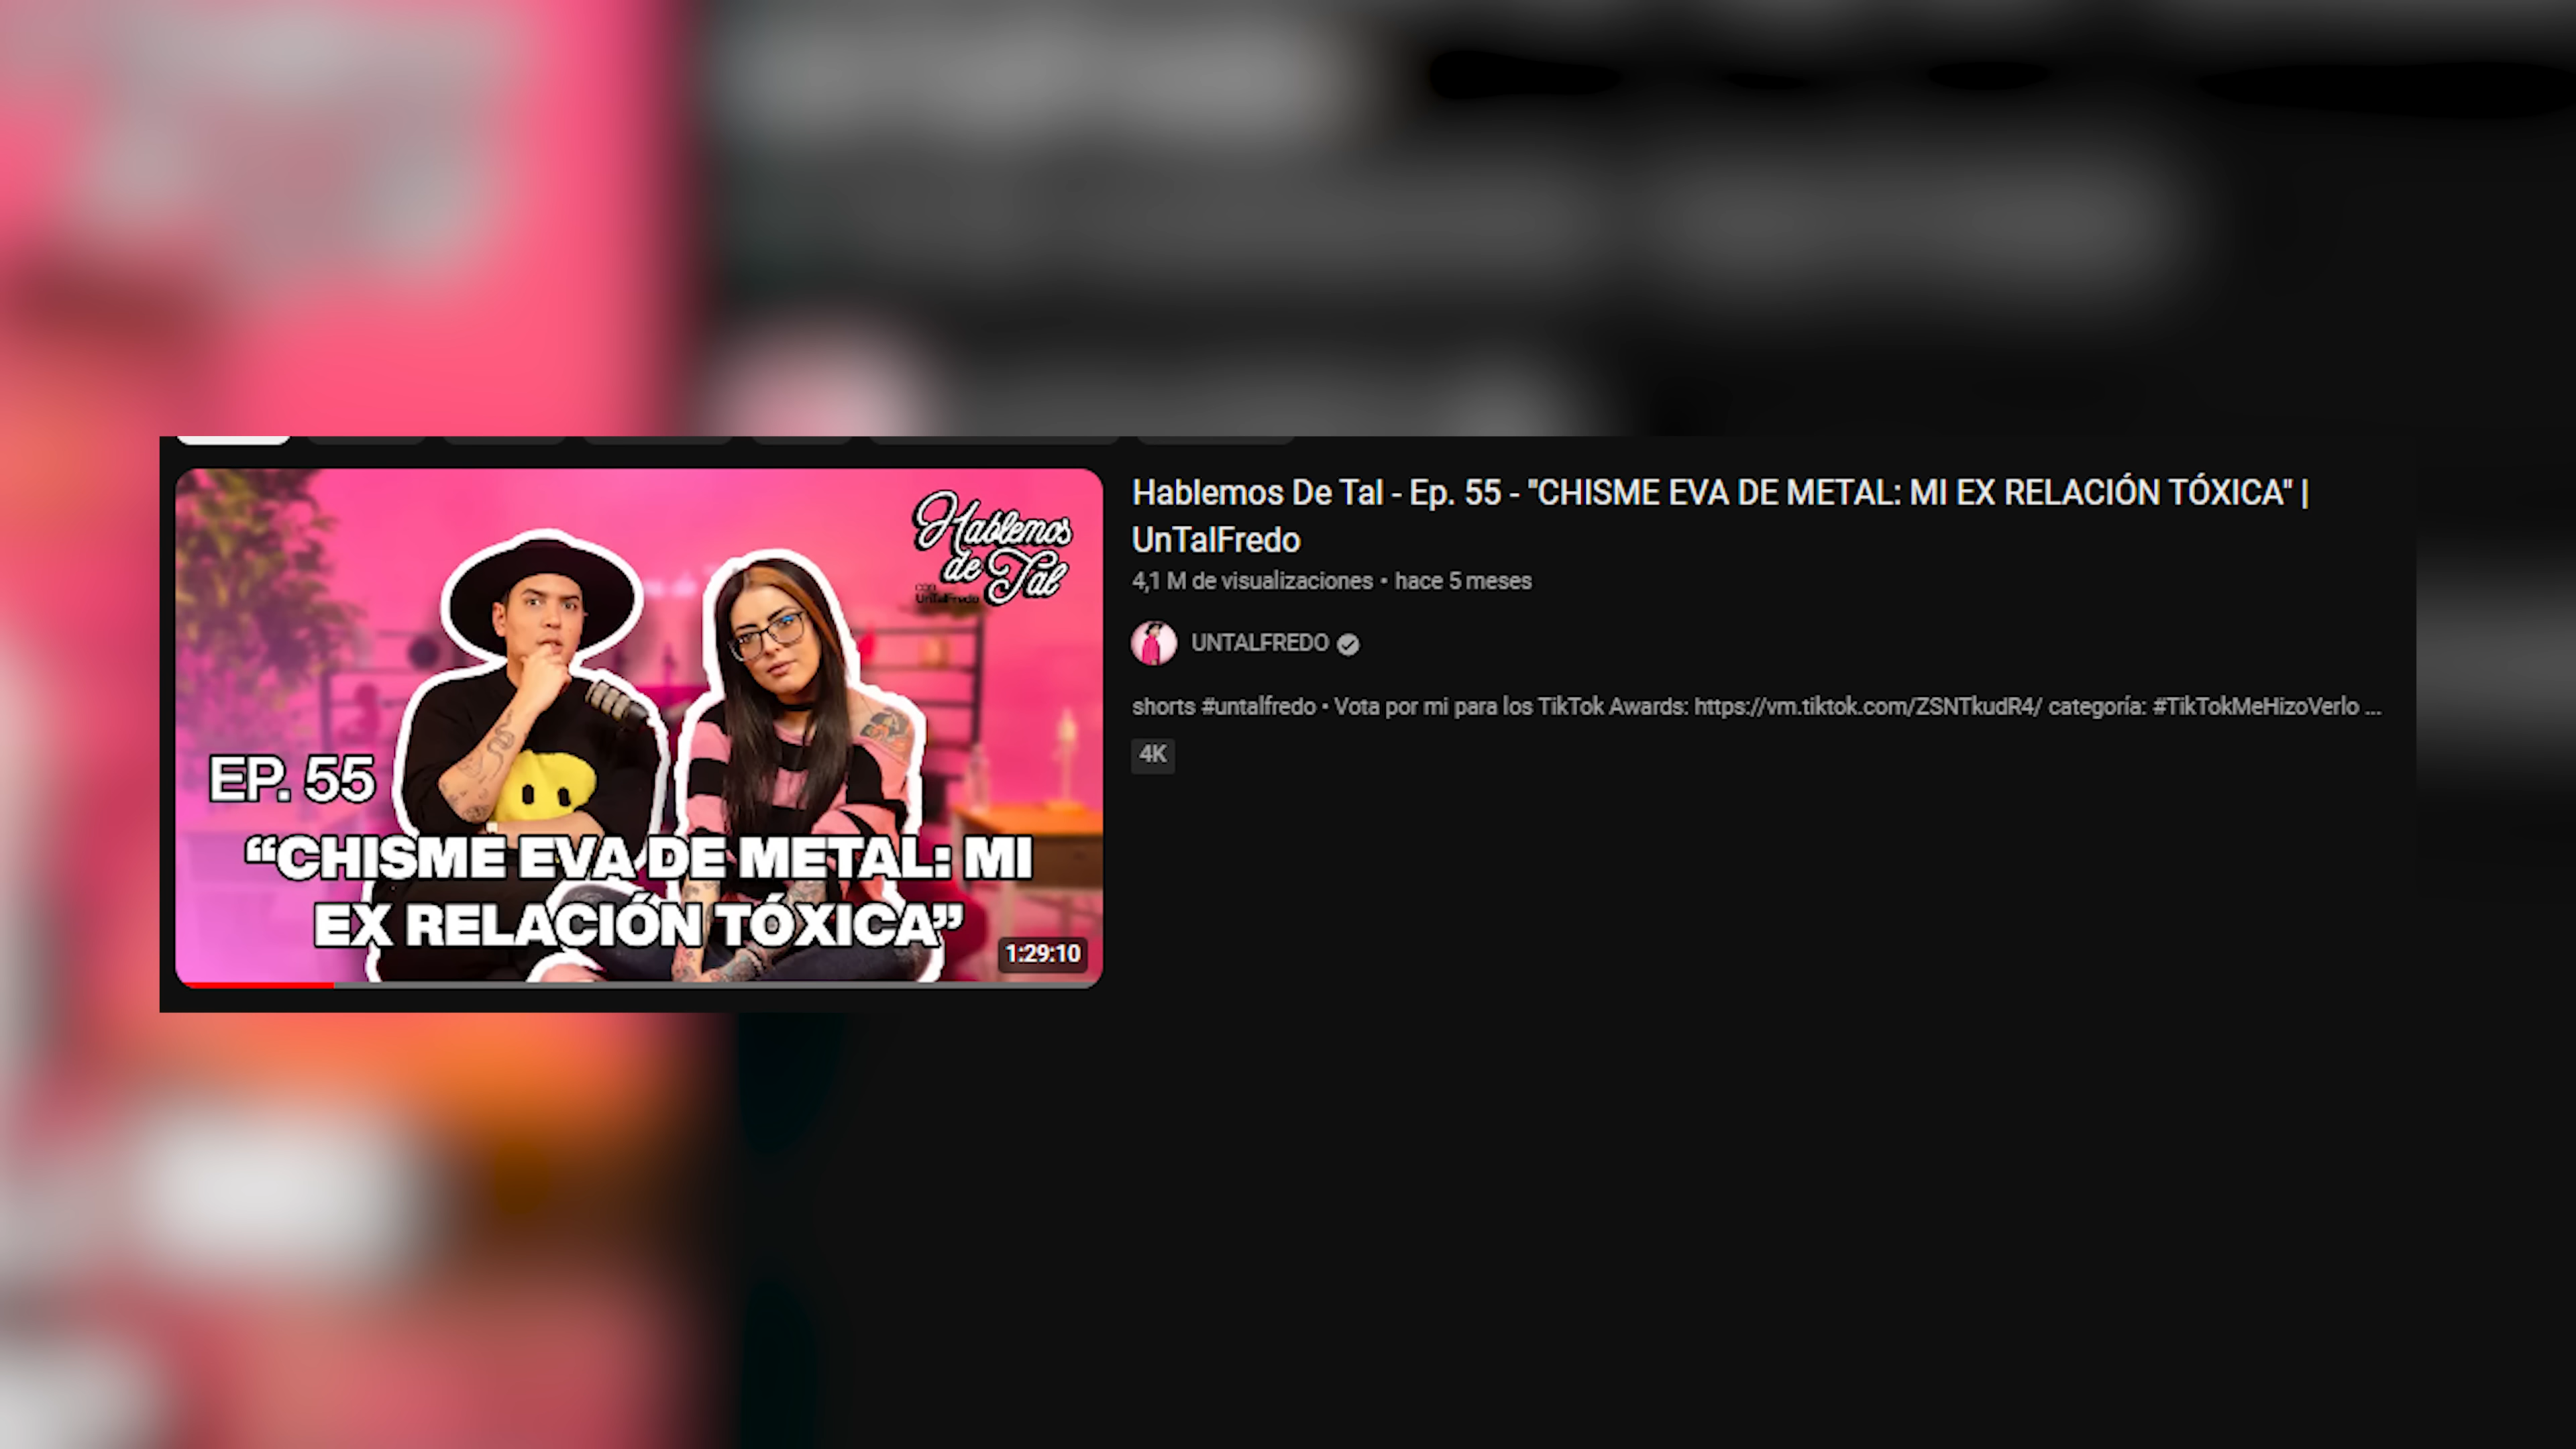 Hablemos
de Tal
con
UnTalFredo
EP. 55
“CHISME EVA DE METAL: MI
EX RELACIÓN TÓXICA”
1:29:10
Hablemos De Tal - Ep. 55 - "CHISME EVA DE METAL: MI EX RELACIÓN TÓXICA" |
UnTalFredo
4,1 M de visualizaciones • hace 5 meses
UNTALFREDO
shorts #untalfredo • Vota por mi para los TikTok Awards: https://vm.tiktok.com/ZSNTkudR4/ categoría: #TikTokMeHizoVerlo ...
4K